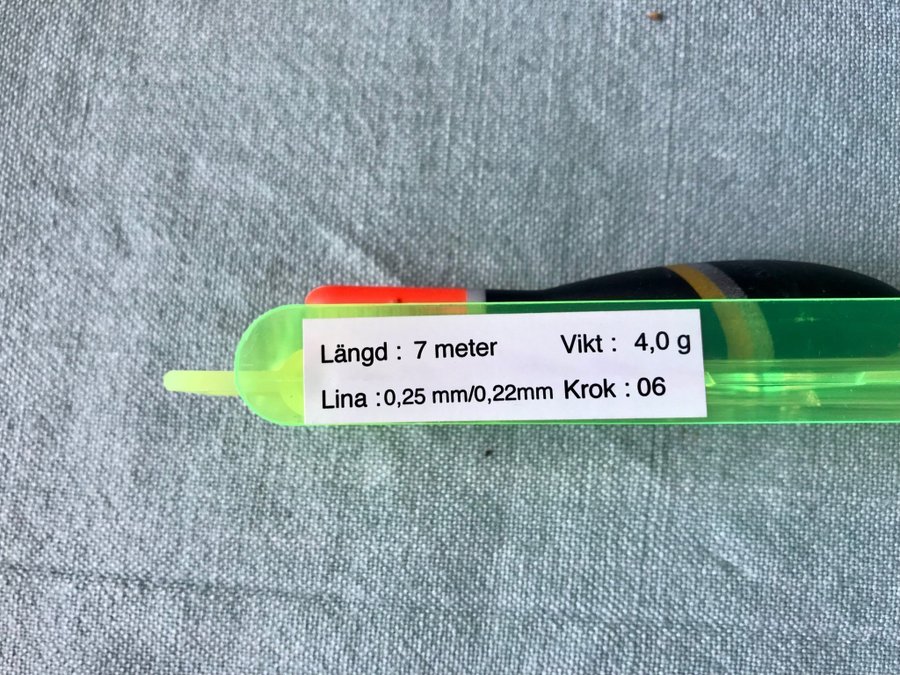 Längd : 7 meter Vikt : 4,0 g
Lina :0,25 mm/0,22mm Krok : 06